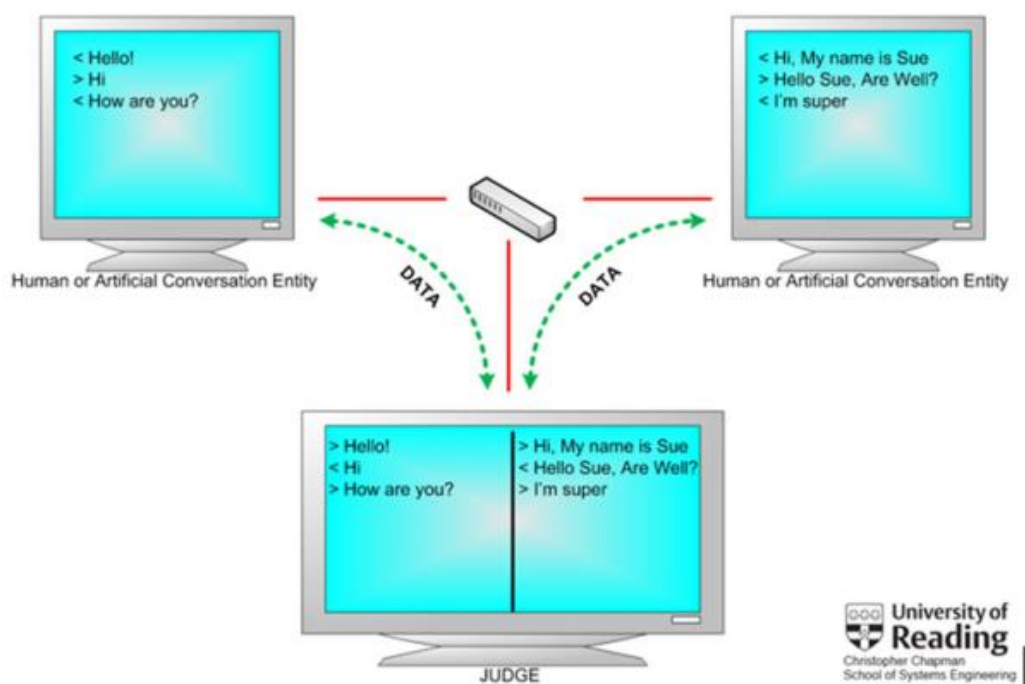 < Hello!
> Hi
< How are you?
< Hi, My name is Sue
> Hello Sue, Are Well?
< I'm super
Human or Artificial Conversation Entity
Human or Artificial Conversation Entity
DATA
DATA
> Hello!
< Hi
> How are you?
> Hi, My name is Sue
< Hello Sue, Are Well?
> I'm super
JUDGE
University of
Reading
Christopher Chapman
School of Systems Engineering